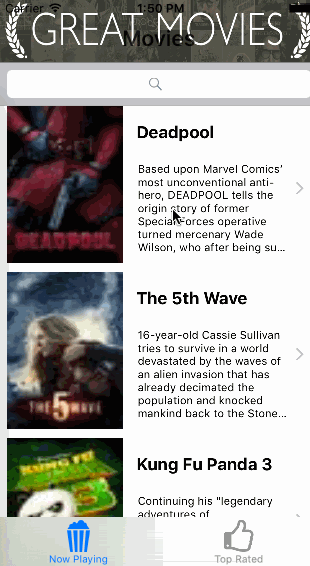 Carrier 1:50 PM
GREAT MOVIES
Movies
Deadpool
Based upon Marvel Comics'
most unconventional anti-
hero, DEADPOOL tells the
origin story of former
Special Forces operative
turned mercenary Wade
Wilson, who after being su...
DEADPOOL
The 5th Wave
16-year-old Cassie Sullivan
tries to survive in a world
devastated by the waves of
an alien invasion that has
already decimated the
population and knocked
mankind back to the Stone...
THE 5 WAVE
Kung Fu Panda 3
Continuing his "legendary
adventures of
KUNG FU
PANDA
3
Now Playing
Top Rated